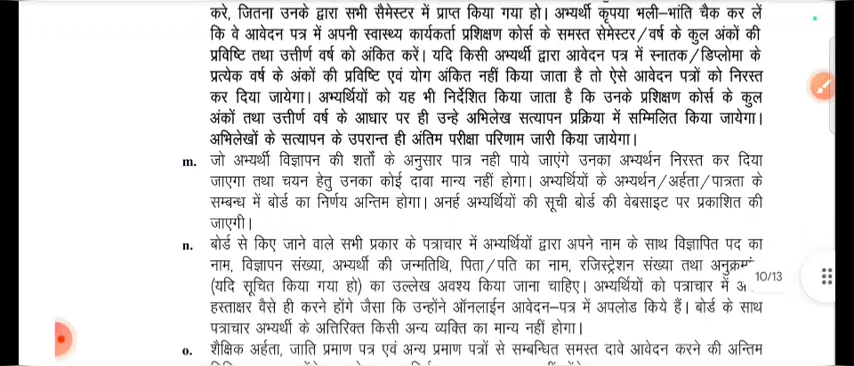 करे, जितना उनके द्वारा सभी सैमेस्टर में प्राप्त किया गया हो। अभ्यर्थी कृपया भली–भांति चैक कर लें
कि वे आवेदन पत्र में अपनी स्वास्थ्य कार्यकर्ता प्रशिक्षण कोर्स के समस्त सेमेस्टर/वर्ष के कुल अंकों की
प्रविष्टि तथा उत्तीर्ण वर्ष को अंकित करें। यदि किसी अभ्यर्थी द्वारा आवेदन पत्र में स्नातक/डिप्लोमा के
प्रत्येक वर्ष के अंकों की प्रविष्टि एवं योग अंकित नहीं किया जाता है तो ऐसे आवेदन पत्रों को निरस्त
कर दिया जायेगा। अभ्यर्थियों को यह भी निर्देशित किया जाता है कि उनके प्रशिक्षण कोर्स के कुल
अंकों तथा उत्तीर्ण वर्ष के आधार पर ही उन्हे अभिलेख सत्यापन प्रक्रिया में सम्मिलित किया जायेगा।
अभिलेखों के सत्यापन के उपरान्त ही अंतिम परीक्षा परिणाम जारी किया जायेगा।
m. जो अभ्यर्थी विज्ञापन की शर्तों के अनुसार पात्र नही पाये जाएंगे उनका अभ्यर्थन निरस्त कर दिया
जाएगा तथा चयन हेतु उनका कोई दावा मान्य नहीं होगा। अभ्यर्थियों के अभ्यर्थन/अर्हता/पात्रता के
सम्बन्ध में बोर्ड का निर्णय अन्तिम होगा। अनर्ह अभ्यर्थियों की सूची बोर्ड की वेबसाइट पर प्रकाशित की
जाएगी।
n. बोर्ड से किए जाने वाले सभी प्रकार के पत्राचार में अभ्यर्थियों द्वारा अपने नाम के साथ विज्ञापित पद का
नाम, विज्ञापन संख्या, अभ्यर्थी की जन्मतिथि, पिता/पति का नाम, रजिस्ट्रेशन संख्या तथा
10/13
(यदि सूचित किया गया हो) का उल्लेख अवश्य किया जाना चाहिए। अभ्यर्थियों को पत्राचार में
हस्ताक्षर वैसे ही करने होंगे जैसा कि उन्होंने ऑनलाईन आवेदन–पत्र में अपलोड किये हैं। बोर्ड के साथ
पत्राचार अभ्यर्थी के अतिरिक्त किसी अन्य व्यक्ति का मान्य नहीं होगा।
o. शैक्षिक अर्हता, जाति प्रमाण पत्र एवं अन्य प्रमाण पत्रों से सम्बन्धित समस्त दावे आवेदन करने की अन्तिम